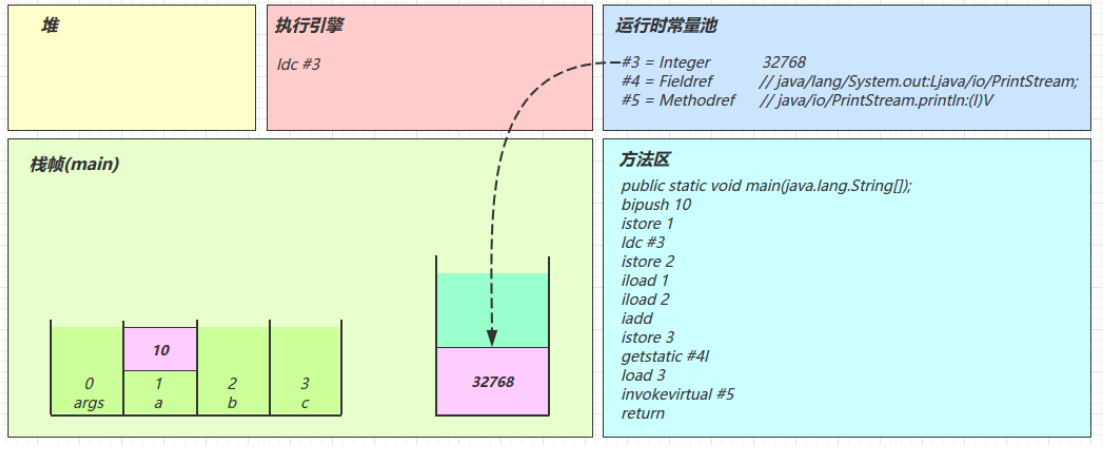 堆
执行引擎
ldc #3
运行时常量池
#3 = Integer 32768
#4 = Fieldref // java/lang/System.out:Ljava/io/PrintStream;
#5 = Methodref // java/io/PrintStream.println:(I)V
栈帧(main)
10
0 1 2 3
args a b c
32768
方法区
public static void main(java.lang.String[]);
bipush 10
istore 1
ldc #3
istore 2
iload 1
iload 2
iadd
istore 3
getstatic #4I
load 3
invokevirtual #5
return